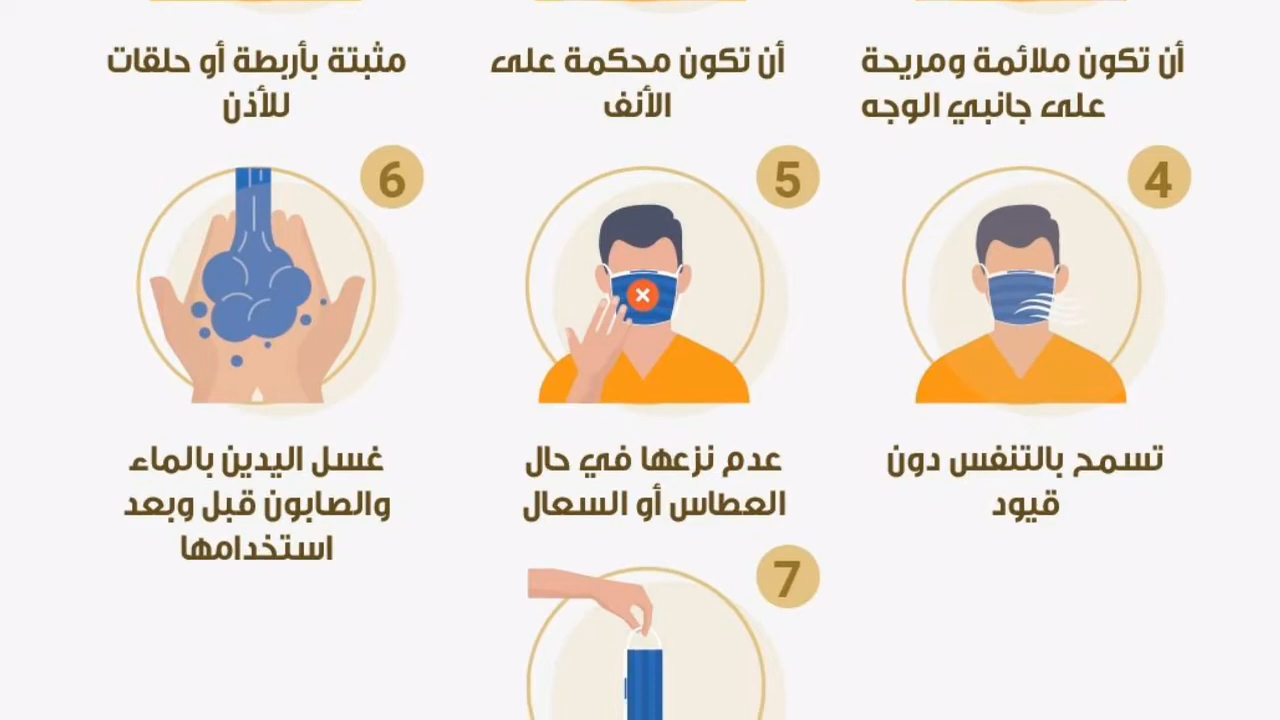 أن تكون ملائمة ومريحة
على جانبي الوجه
أن تكون محكمة على
الأنف
مثبتة بأربطة أو حلقات
للأذن
4
تسمح بالتنفس دون
قيود
5
عدم نزعها في حال
العطاس أو السعال
6
غسل اليدين بالماء
والصابون قبل وبعد
استخدامها
7